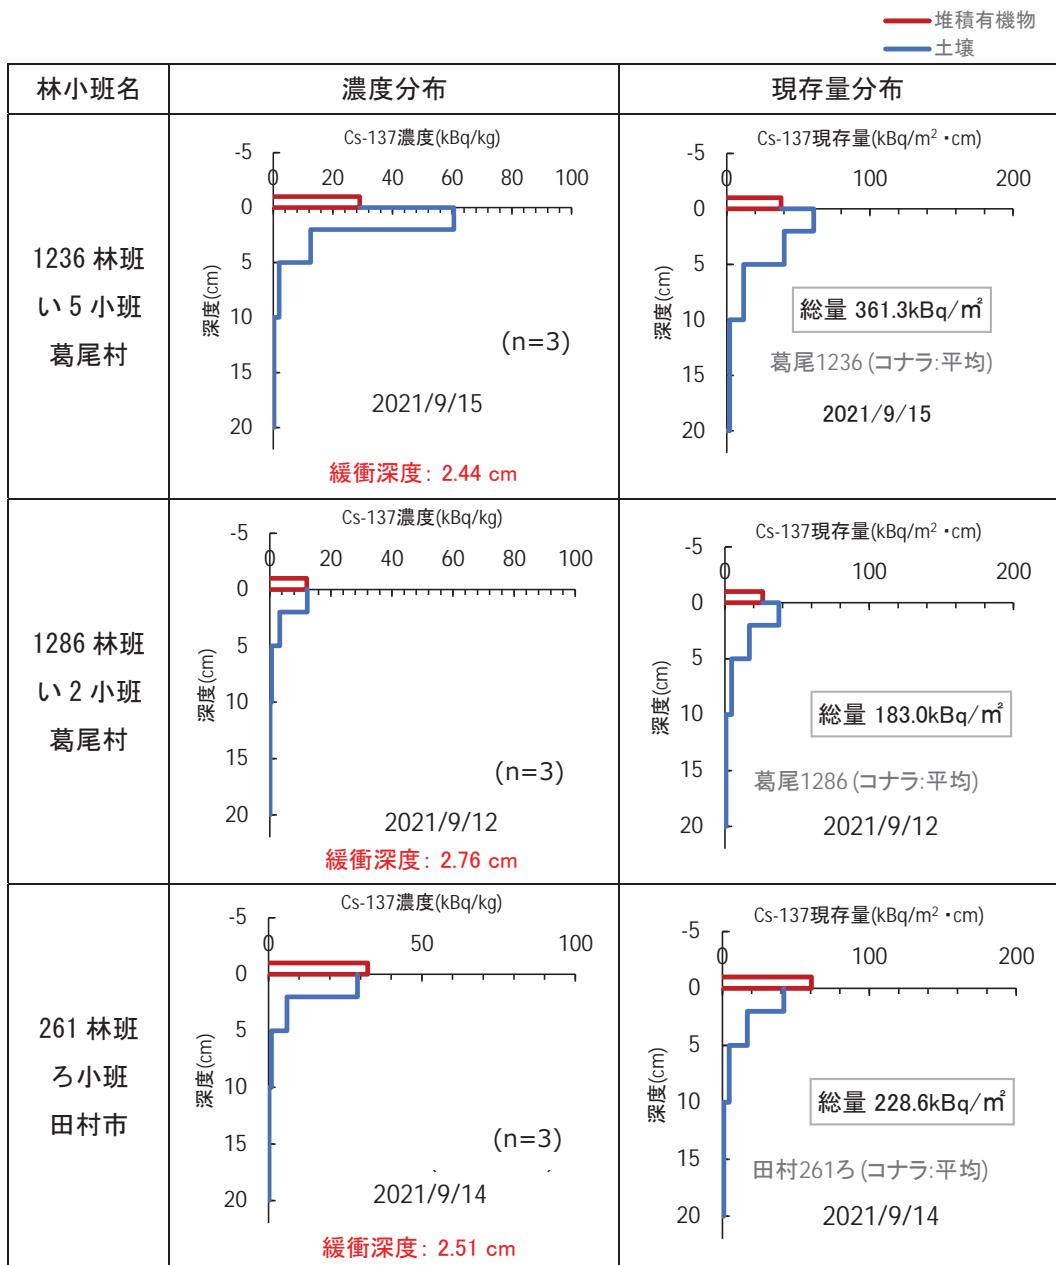 堆積有機物
土壌
林小班名
濃度分布
現存量分布
1236 林班
い 5 小班
葛尾村
Cs-137濃度(kBq/kg)
0 20 40 60 80 100
-5
0
5
10
15
20
深度(cm)
(n=3)
2021/9/15
緩衝深度: 2.44 cm
Cs-137現存量(kBq/m²・cm)
0 100 200
-5
0
5
10
15
20
深度(cm)
総量 361.3kBq/㎡
葛尾1236 (コナラ:平均)
2021/9/15
1286 林班
い 2 小班
葛尾村
Cs-137濃度(kBq/kg)
0 20 40 60 80 100
-5
0
5
10
15
20
深度(cm)
(n=3)
2021/9/12
緩衝深度: 2.76 cm
Cs-137現存量(kBq/m²・cm)
0 100 200
-5
0
5
10
15
20
深度(cm)
総量 183.0kBq/㎡
葛尾1286 (コナラ:平均)
2021/9/12
261 林班
ろ小班
田村市
Cs-137濃度(kBq/kg)
0 50 100
-5
0
5
10
15
20
深度(cm)
(n=3)
2021/9/14
緩衝深度: 2.51 cm
Cs-137現存量(kBq/m²・cm)
0 100 200
-5
0
5
10
15
20
深度(cm)
総量 228.6kBq/㎡
田村261ろ (コナラ:平均)
2021/9/14